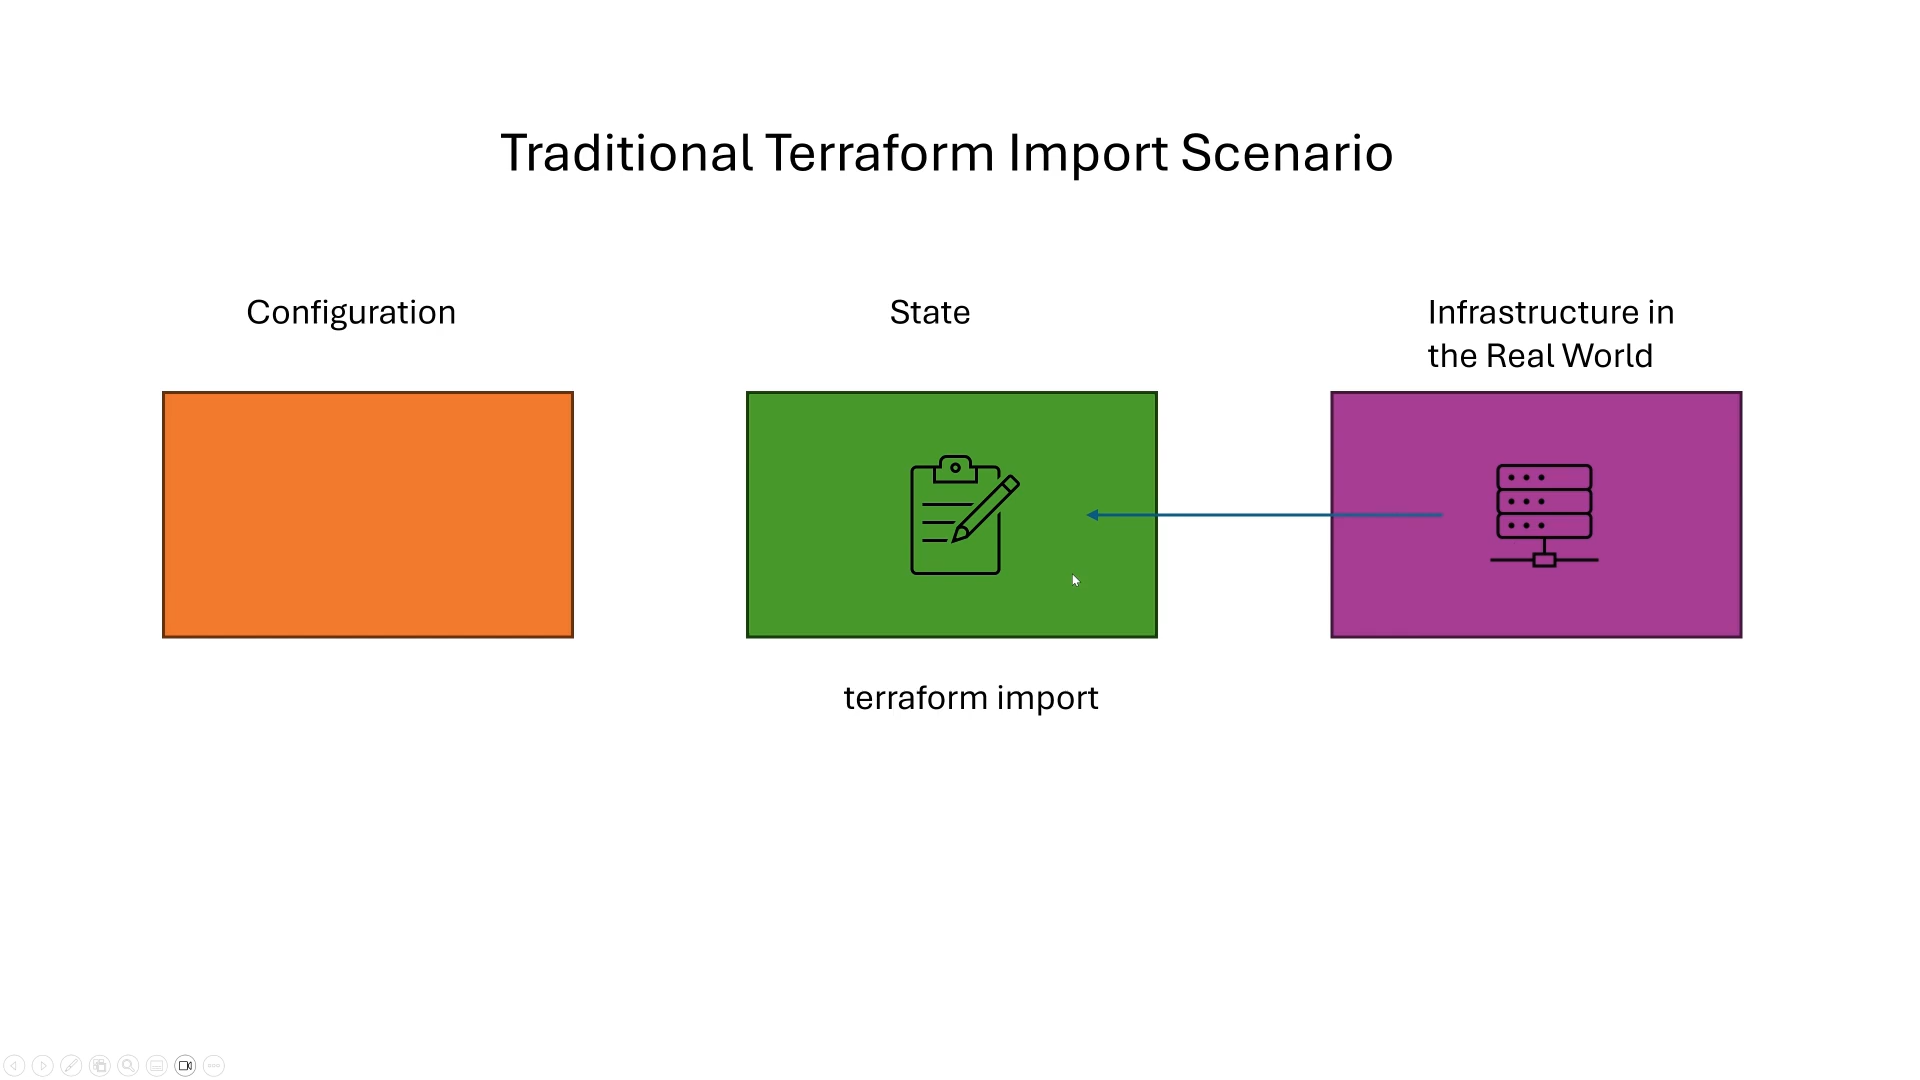 Traditional Terraform Import Scenario
Configuration
State
Infrastructure in
the Real World
terraform import